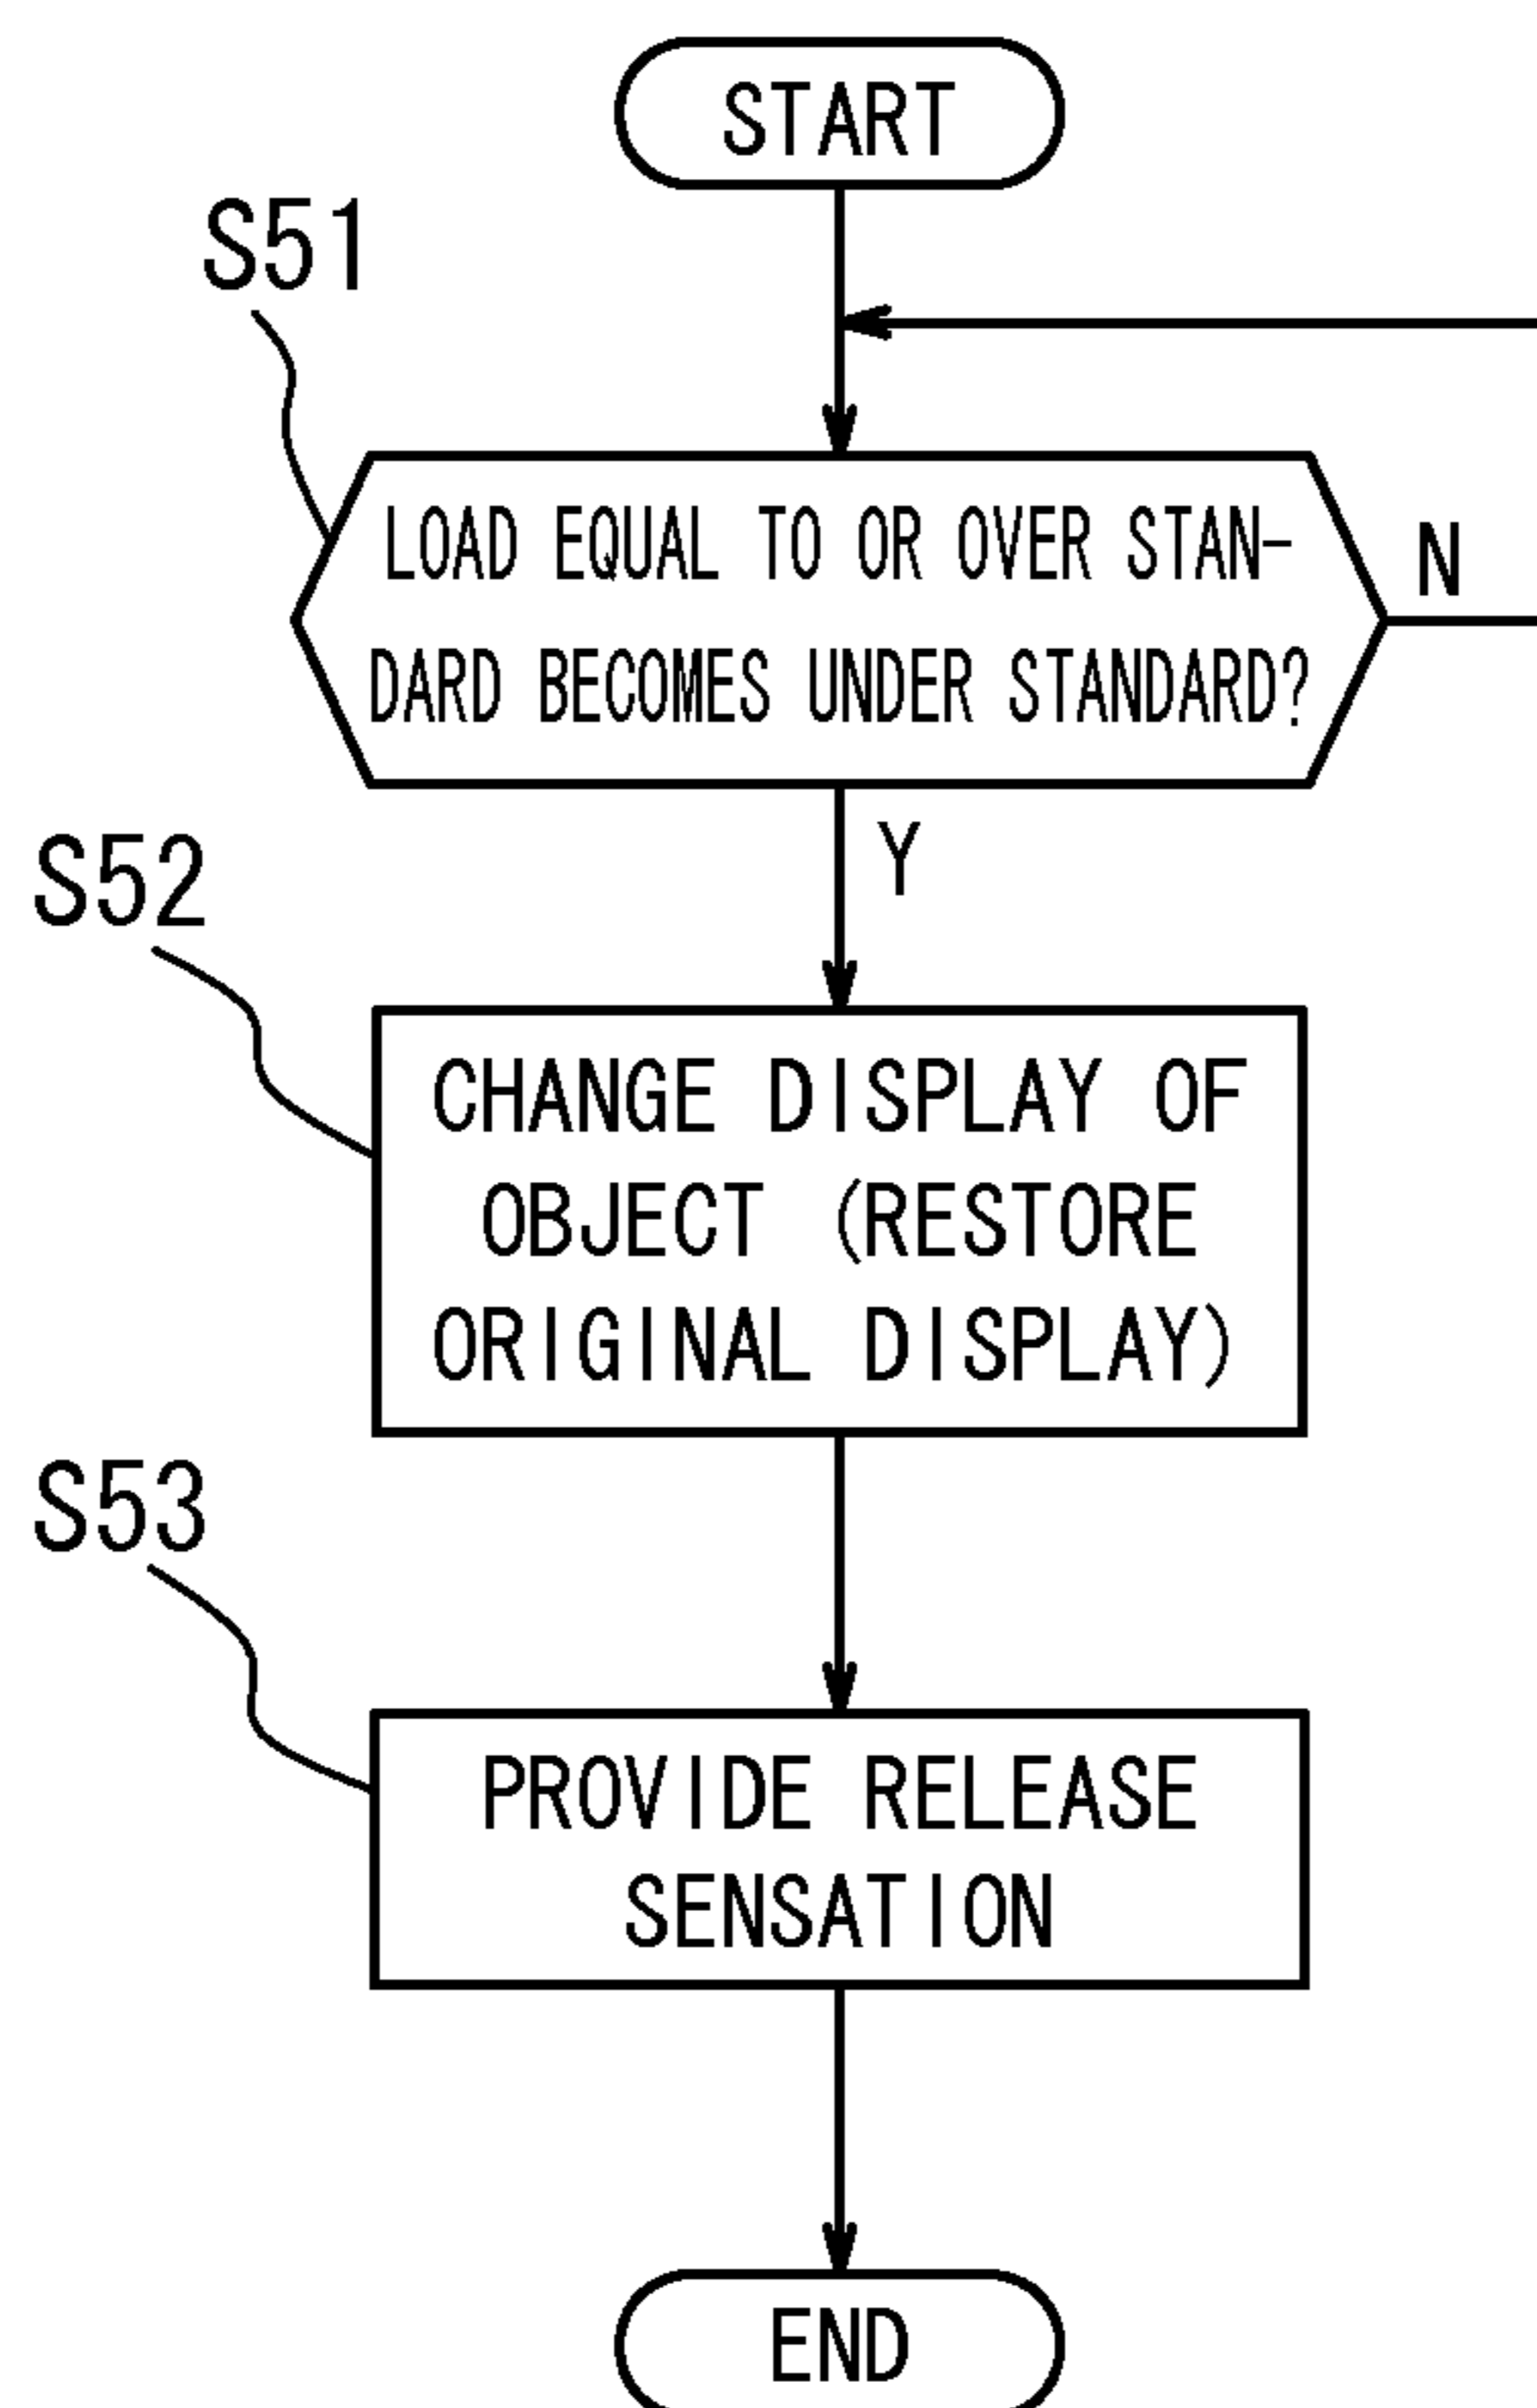 START
S51
LOAD EQUAL TO OR OVER STAN-
DARD BECOMES UNDER STANDARD?
N
Y
S52
CHANGE DISPLAY OF
OBJECT (RESTORE
ORIGINAL DISPLAY)
S53
PROVIDE RELEASE
SENSATION
END